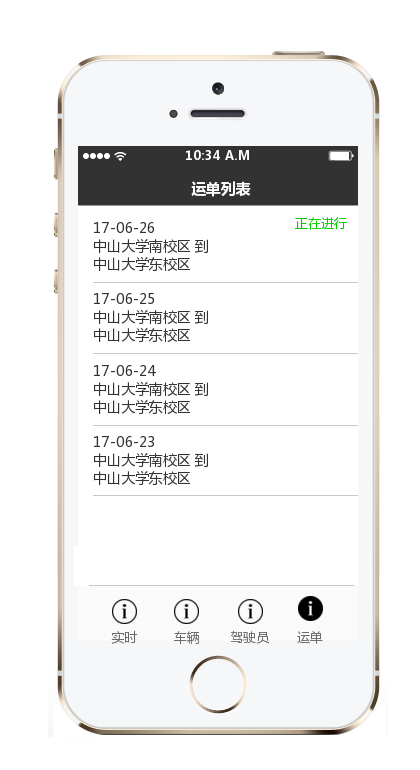 10:34 A.M
运单列表
17-06-26
正在进行
中山大学南校区 到
中山大学东校区
17-06-25
中山大学南校区 到
中山大学东校区
17-06-24
中山大学南校区 到
中山大学东校区
17-06-23
中山大学南校区 到
中山大学东校区
实时
车辆
驾驶员
运单